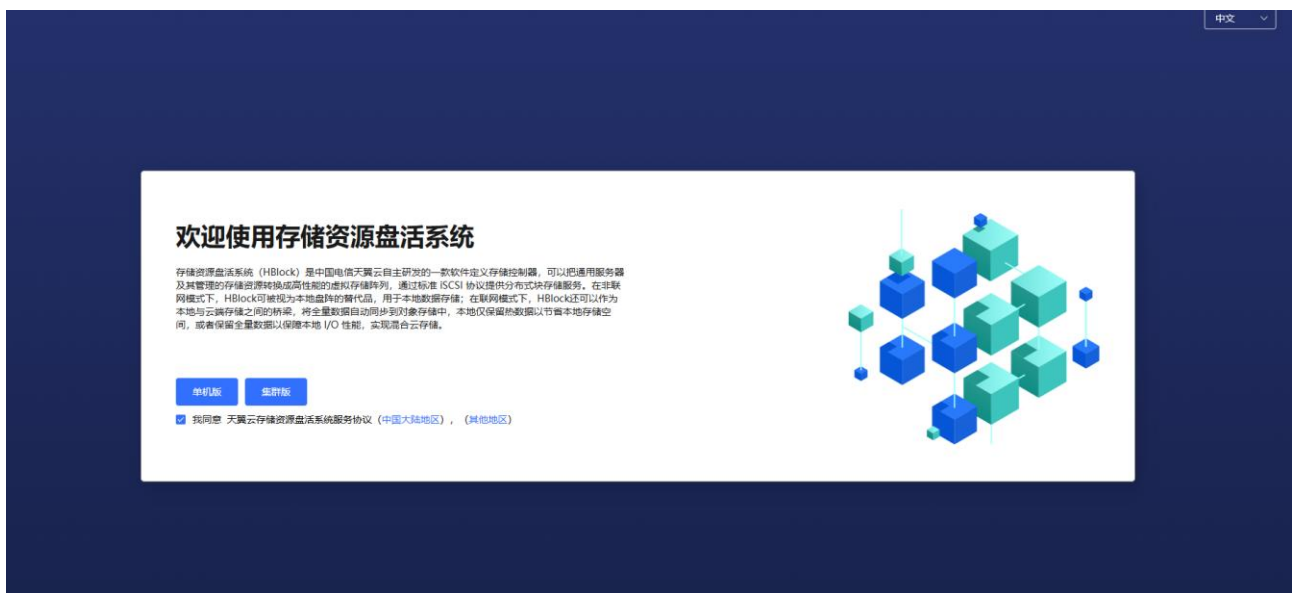 中文
欢迎使用存储资源盘活系统
存储资源盘活系统（HBlock）是中国电信天翼云自主研发的一款软件定义存储控制器，可以把通用服务器
及其管理的存储资源转换成高性能的虚拟存储阵列，通过标准 iSCSI 协议提供分布式块存储服务。在非联
网模式下，HBlock可被视为本地盘阵的替代品，用于本地数据存储；在联网模式下，HBlock还可以作为
本地与云端存储之间的桥梁，将全量数据自动同步到对象存储中，本地仅保留热数据以节省本地存储空
间，或者保留全量数据以保障本地 I/O 性能，实现混合云存储。
单机版 集群版
我同意 天翼云存储资源盘活系统服务协议（中国大陆地区），（其他地区）